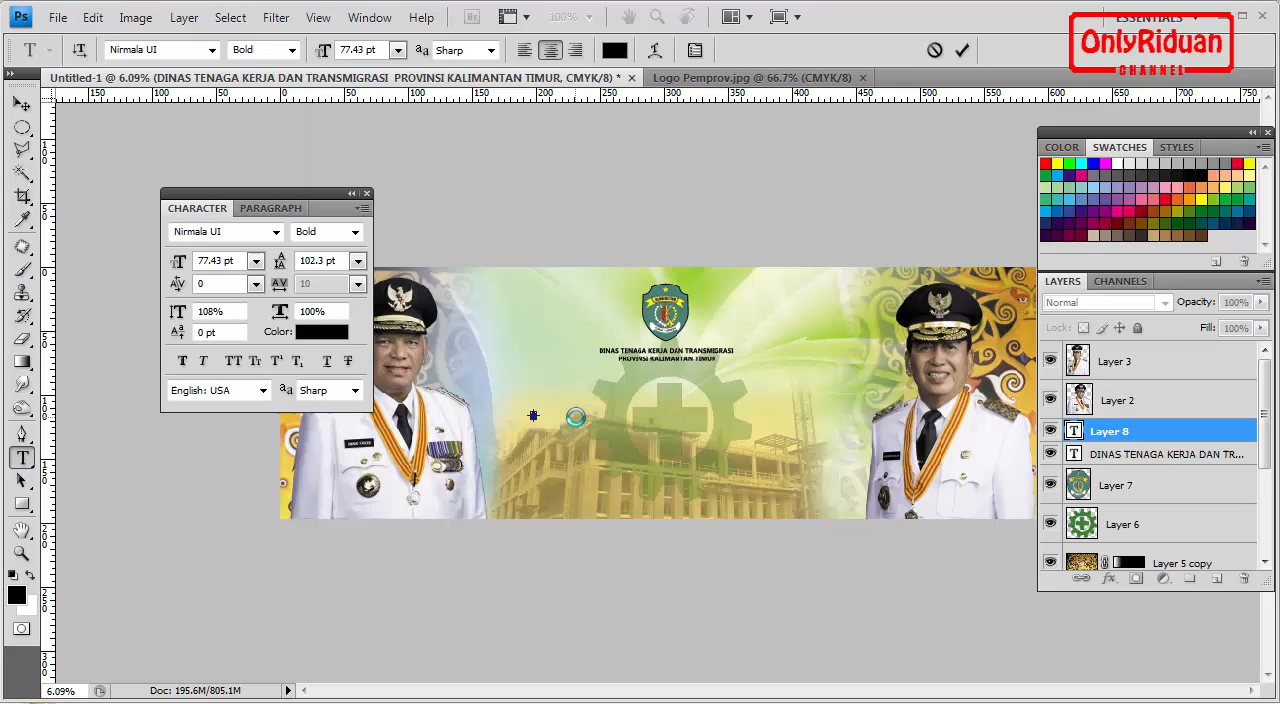 Ps File Edit Image Layer Select Filter View Window Help Br 100% ESSENTIALS
OnlyRiduan
CHANNEL
T Nirmala UI Bold 77.43 pt Sharp
Untitled-1 @ 6.09% (DINAS TENAGA KERJA DAN TRANSMIGRASI PROVINSI KALIMANTAN TIMUR, CMYK/8) * Logo Pemprov.jpg @ 66.7% (CMYK/8)
150 100 50 0 50 100 150 200 250 300 350 400 450 500 550 600 650 700 750
COLOR SWATCHES STYLES
CHARACTER PARAGRAPH
Nirmala UI Bold
77.43 pt 102.3 pt
0 10
108% 100%
0 pt Color:
T T TT Tr T¹ T₁ T T
English: USA aa Sharp
DINAS TENAGA KERJA DAN TRANSMIGRASI
PROVINSI KALIMANTAN TIMUR
LAYERS CHANNELS
Normal Opacity: 100%
Lock: Fill: 100%
Layer 3
Layer 2
Layer 8
DINAS TENAGA KERJA DAN TR...
Layer 7
Layer 6
Layer 5 copy
6.09% Doc: 195.6M/805.1M